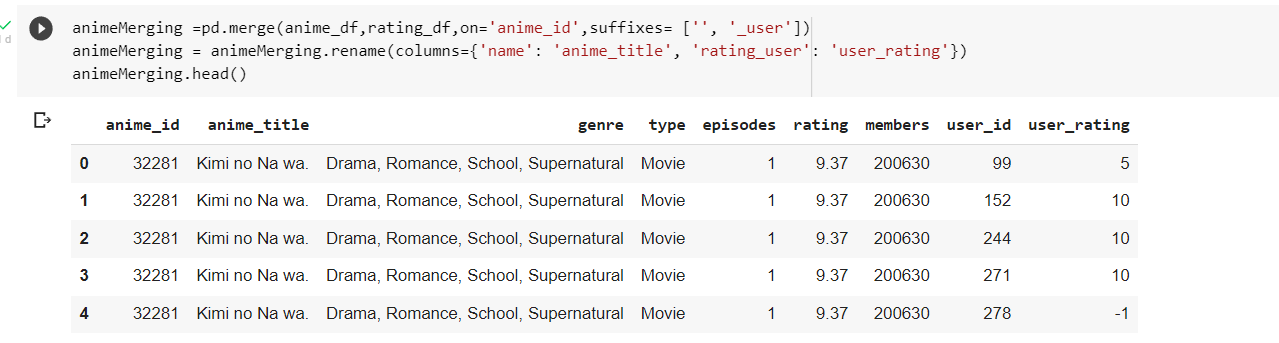 animeMerging =pd.merge(anime_df,rating_df,on='anime_id',suffixes= ['', '_user'])
animeMerging = animeMerging.rename(columns={'name': 'anime_title', 'rating_user': 'user_rating'})
animeMerging.head()
anime_id anime_title genre type episodes rating members user_id user_rating
0 32281 Kimi no Na wa. Drama, Romance, School, Supernatural Movie 1 9.37 200630 99 5
1 32281 Kimi no Na wa. Drama, Romance, School, Supernatural Movie 1 9.37 200630 152 10
2 32281 Kimi no Na wa. Drama, Romance, School, Supernatural Movie 1 9.37 200630 244 10
3 32281 Kimi no Na wa. Drama, Romance, School, Supernatural Movie 1 9.37 200630 271 10
4 32281 Kimi no Na wa. Drama, Romance, School, Supernatural Movie 1 9.37 200630 278 -1